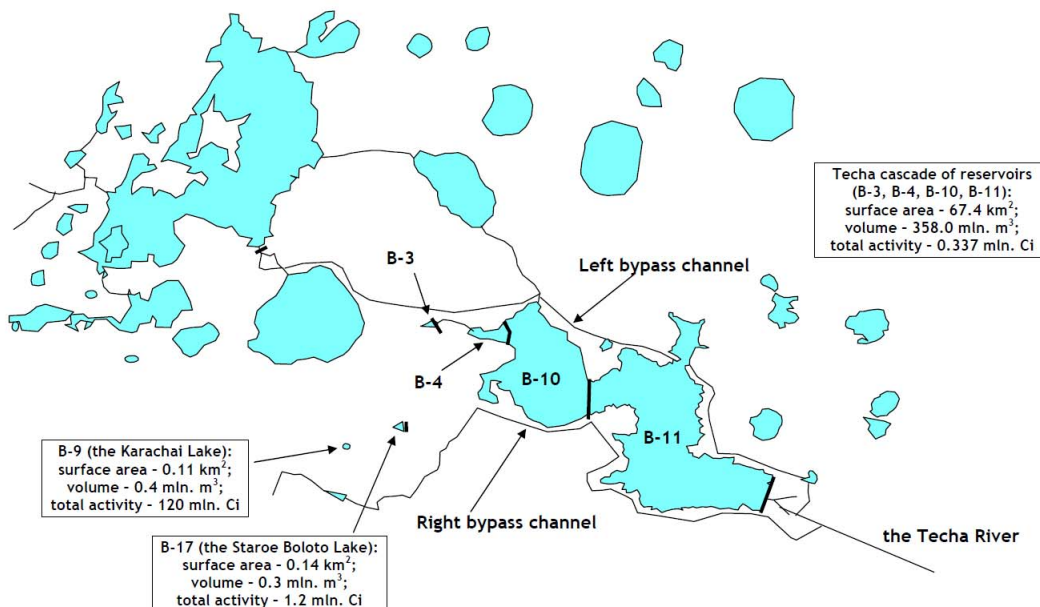 Techa cascade of reservoirs
(B-3, B-4, B-10, B-11):
surface area - 67.4 km²;
volume - 358.0 mln. m³;
total activity - 0.337 mln. Ci
B-3
Left bypass channel
B-4
B-10
B-11
B-9 (the Karachai Lake):
surface area - 0.11 km²;
volume - 0.4 mln. m³;
total activity - 120 mln. Ci
Right bypass channel
the Techa River
B-17 (the Staroe Boloto Lake):
surface area - 0.14 km²;
volume - 0.3 mln. m³;
total activity - 1.2 mln. Ci